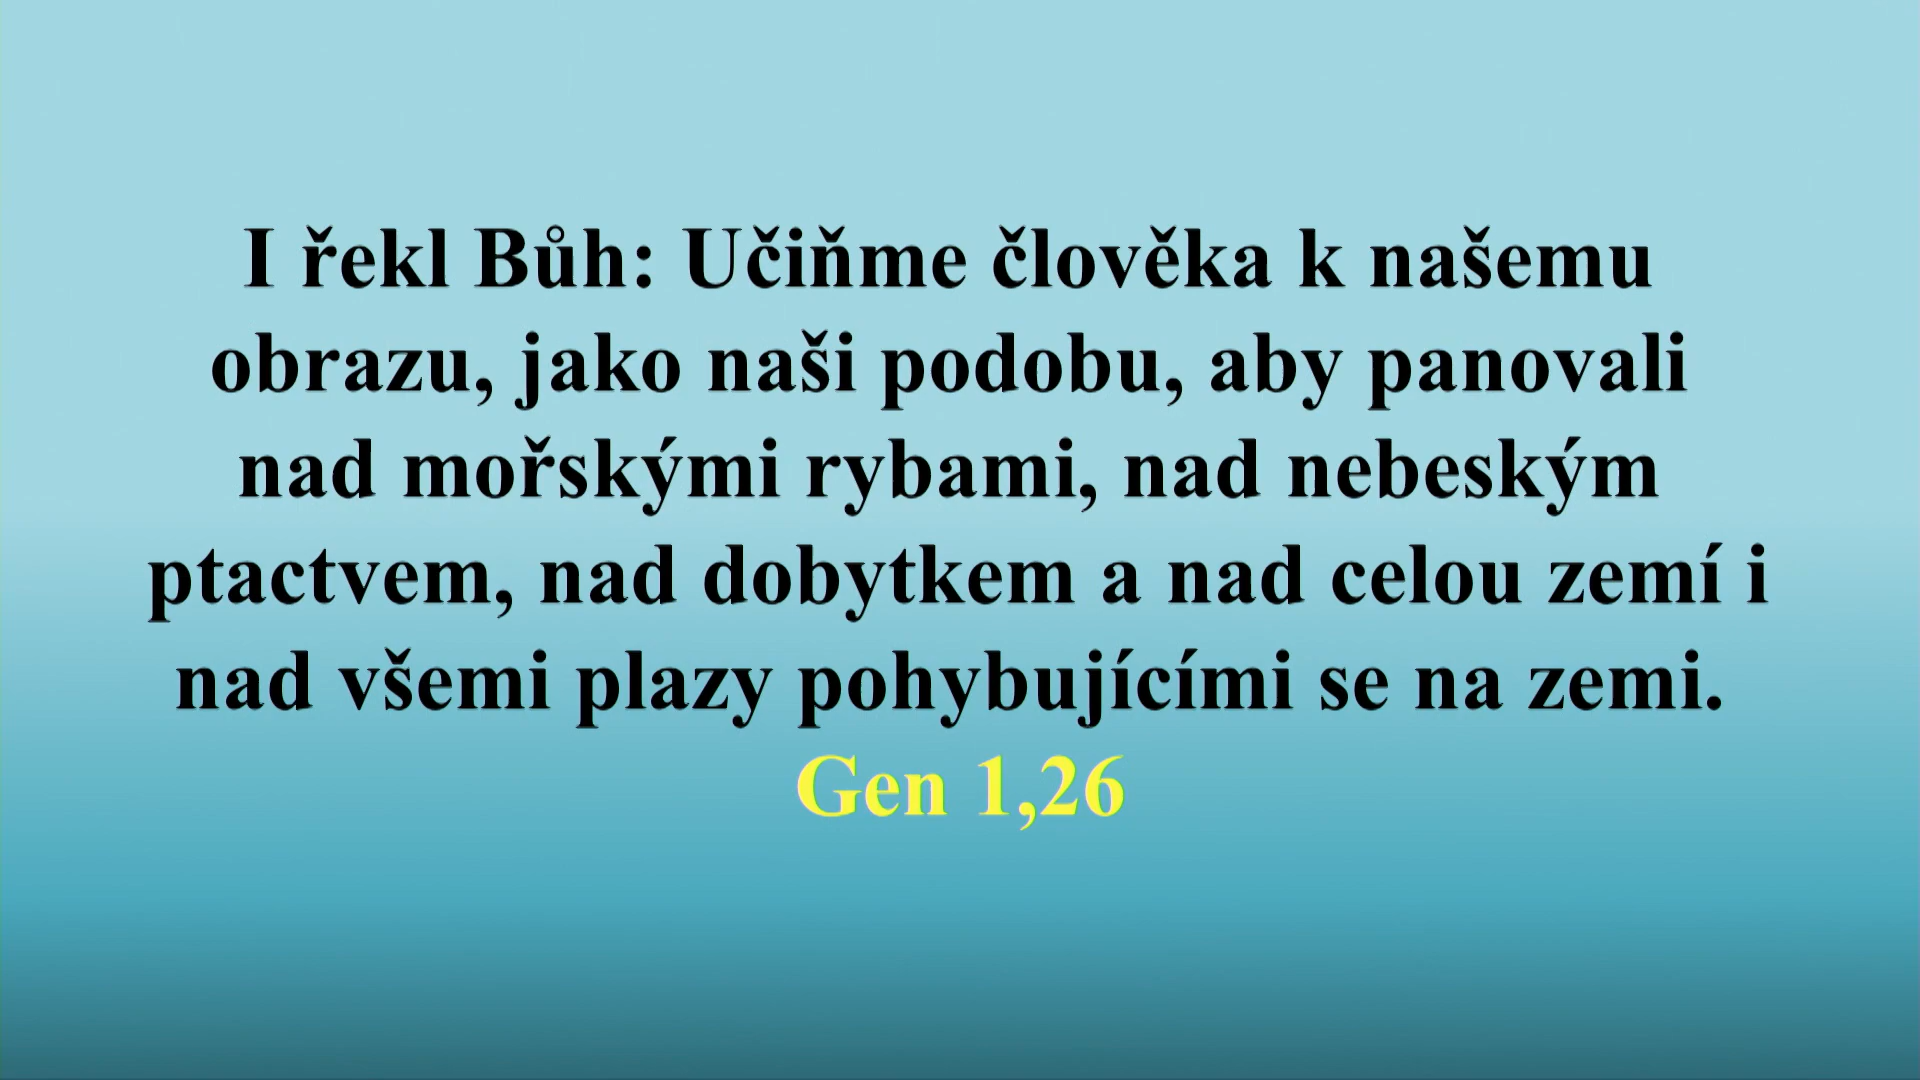 I řekl Bůh: Učiňme člověka k našemu
obrazu, jako naši podobu, aby panovali
nad mořskými rybami, nad nebeským
ptactvem, nad dobytkem a nad celou zemí i
nad všemi plazy pohybujícími se na zemi.
Gen 1,26